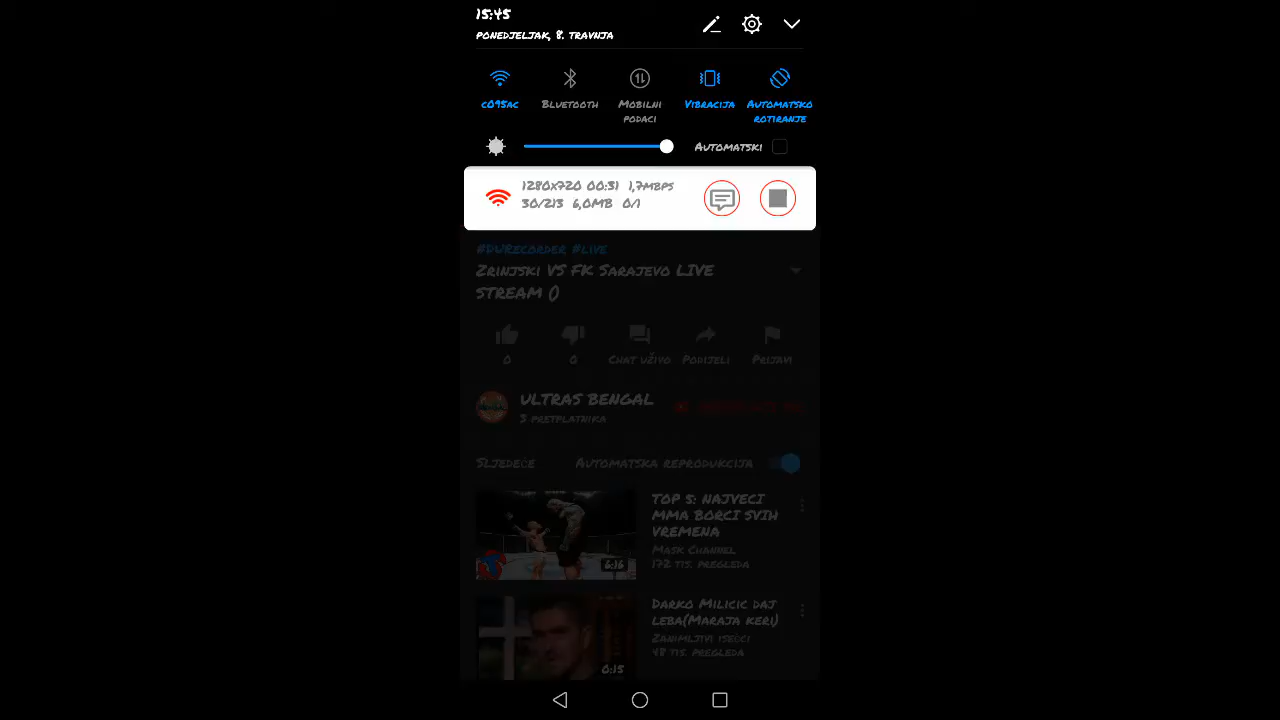 15:45
ponedjeljak, 8. travnja
c095ac
Bluetooth
Mobilni podaci
Vibracija
Automatsko rotiranje
Automatski
1280x720 00:31 1,7Mbps
30/213 6,0MB 0/1
#DURecorder #live
Zrinjski VS FK Sarajevo LIVE
STREAM ()
0
0
Chat uživo
Podijeli
Prijavi
ULTRAS BENGAL
3 pretplatnika
Sljedeće
Automatska reprodukcija
TOP 5: NAJVECI
MMA BORCI SVIH
VREMENA
Mask Channel
172 tis. pregleda
6:16
Darko Milicic daj
leba(Maraja keri)
Zanimljivi isečci
48 tis. pregleda
0:15